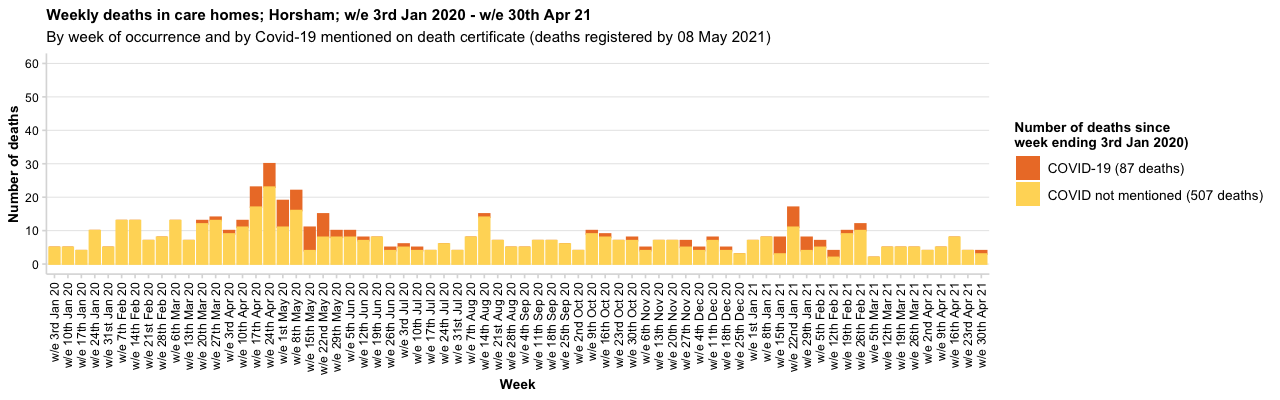 Weekly deaths in care homes; Horsham; w/e 3rd Jan 2020 - w/e 30th Apr 21
By week of occurrence and by Covid-19 mentioned on death certificate (deaths registered by 08 May 2021)
Number of deaths
60
50
40
30
20
10
0
w/e 3rd Jan 20
w/e 10th Jan 20
w/e 17th Jan 20
w/e 24th Jan 20
w/e 31st Jan 20
w/e 7th Feb 20
w/e 14th Feb 20
w/e 21st Feb 20
w/e 28th Feb 20
w/e 6th Mar 20
w/e 13th Mar 20
w/e 20th Mar 20
w/e 27th Mar 20
w/e 3rd Apr 20
w/e 10th Apr 20
w/e 17th Apr 20
w/e 24th Apr 20
w/e 1st May 20
w/e 8th May 20
w/e 15th May 20
w/e 22nd May 20
w/e 29th May 20
w/e 5th Jun 20
w/e 12th Jun 20
w/e 19th Jun 20
w/e 26th Jun 20
w/e 3rd Jul 20
w/e 10th Jul 20
w/e 17th Jul 20
w/e 24th Jul 20
w/e 31st Jul 20
w/e 7th Aug 20
w/e 14th Aug 20
w/e 21st Aug 20
w/e 28th Aug 20
w/e 4th Sep 20
w/e 11th Sep 20
w/e 18th Sep 20
w/e 25th Sep 20
w/e 2nd Oct 20
w/e 9th Oct 20
w/e 16th Oct 20
w/e 23rd Oct 20
w/e 30th Oct 20
w/e 6th Nov 20
w/e 13th Nov 20
w/e 20th Nov 20
w/e 27th Nov 20
w/e 4th Dec 20
w/e 11th Dec 20
w/e 18th Dec 20
w/e 25th Dec 20
w/e 1st Jan 21
w/e 8th Jan 21
w/e 15th Jan 21
w/e 22nd Jan 21
w/e 29th Jan 21
w/e 5th Feb 21
w/e 12th Feb 21
w/e 19th Feb 21
w/e 26th Feb 21
w/e 5th Mar 21
w/e 12th Mar 21
w/e 19th Mar 21
w/e 26th Mar 21
w/e 2nd Apr 21
w/e 9th Apr 21
w/e 16th Apr 21
w/e 23rd Apr 21
w/e 30th Apr 21
Week
Number of deaths since
week ending 3rd Jan 2020)
COVID-19 (87 deaths)
COVID not mentioned (507 deaths)